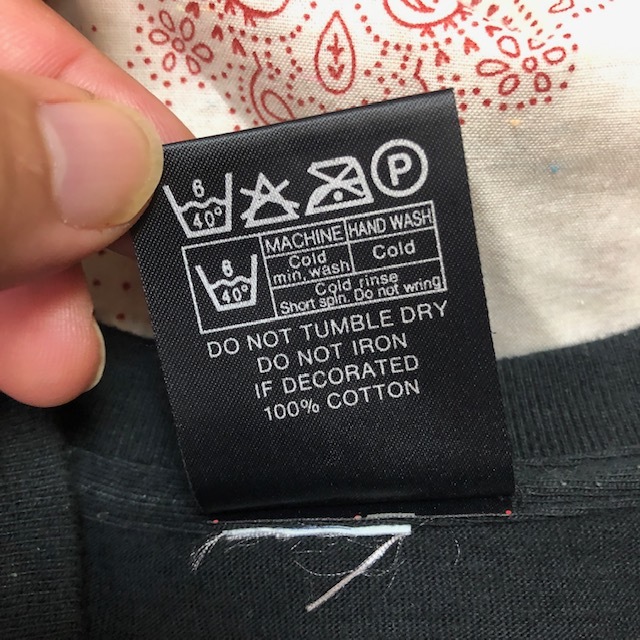 6 40° P
6 40° MACHINE HAND WASH
Cold min. wash Cold
Cold rinse
Short spin. Do not wring
DO NOT TUMBLE DRY
DO NOT IRON
IF DECORATED
100% COTTON